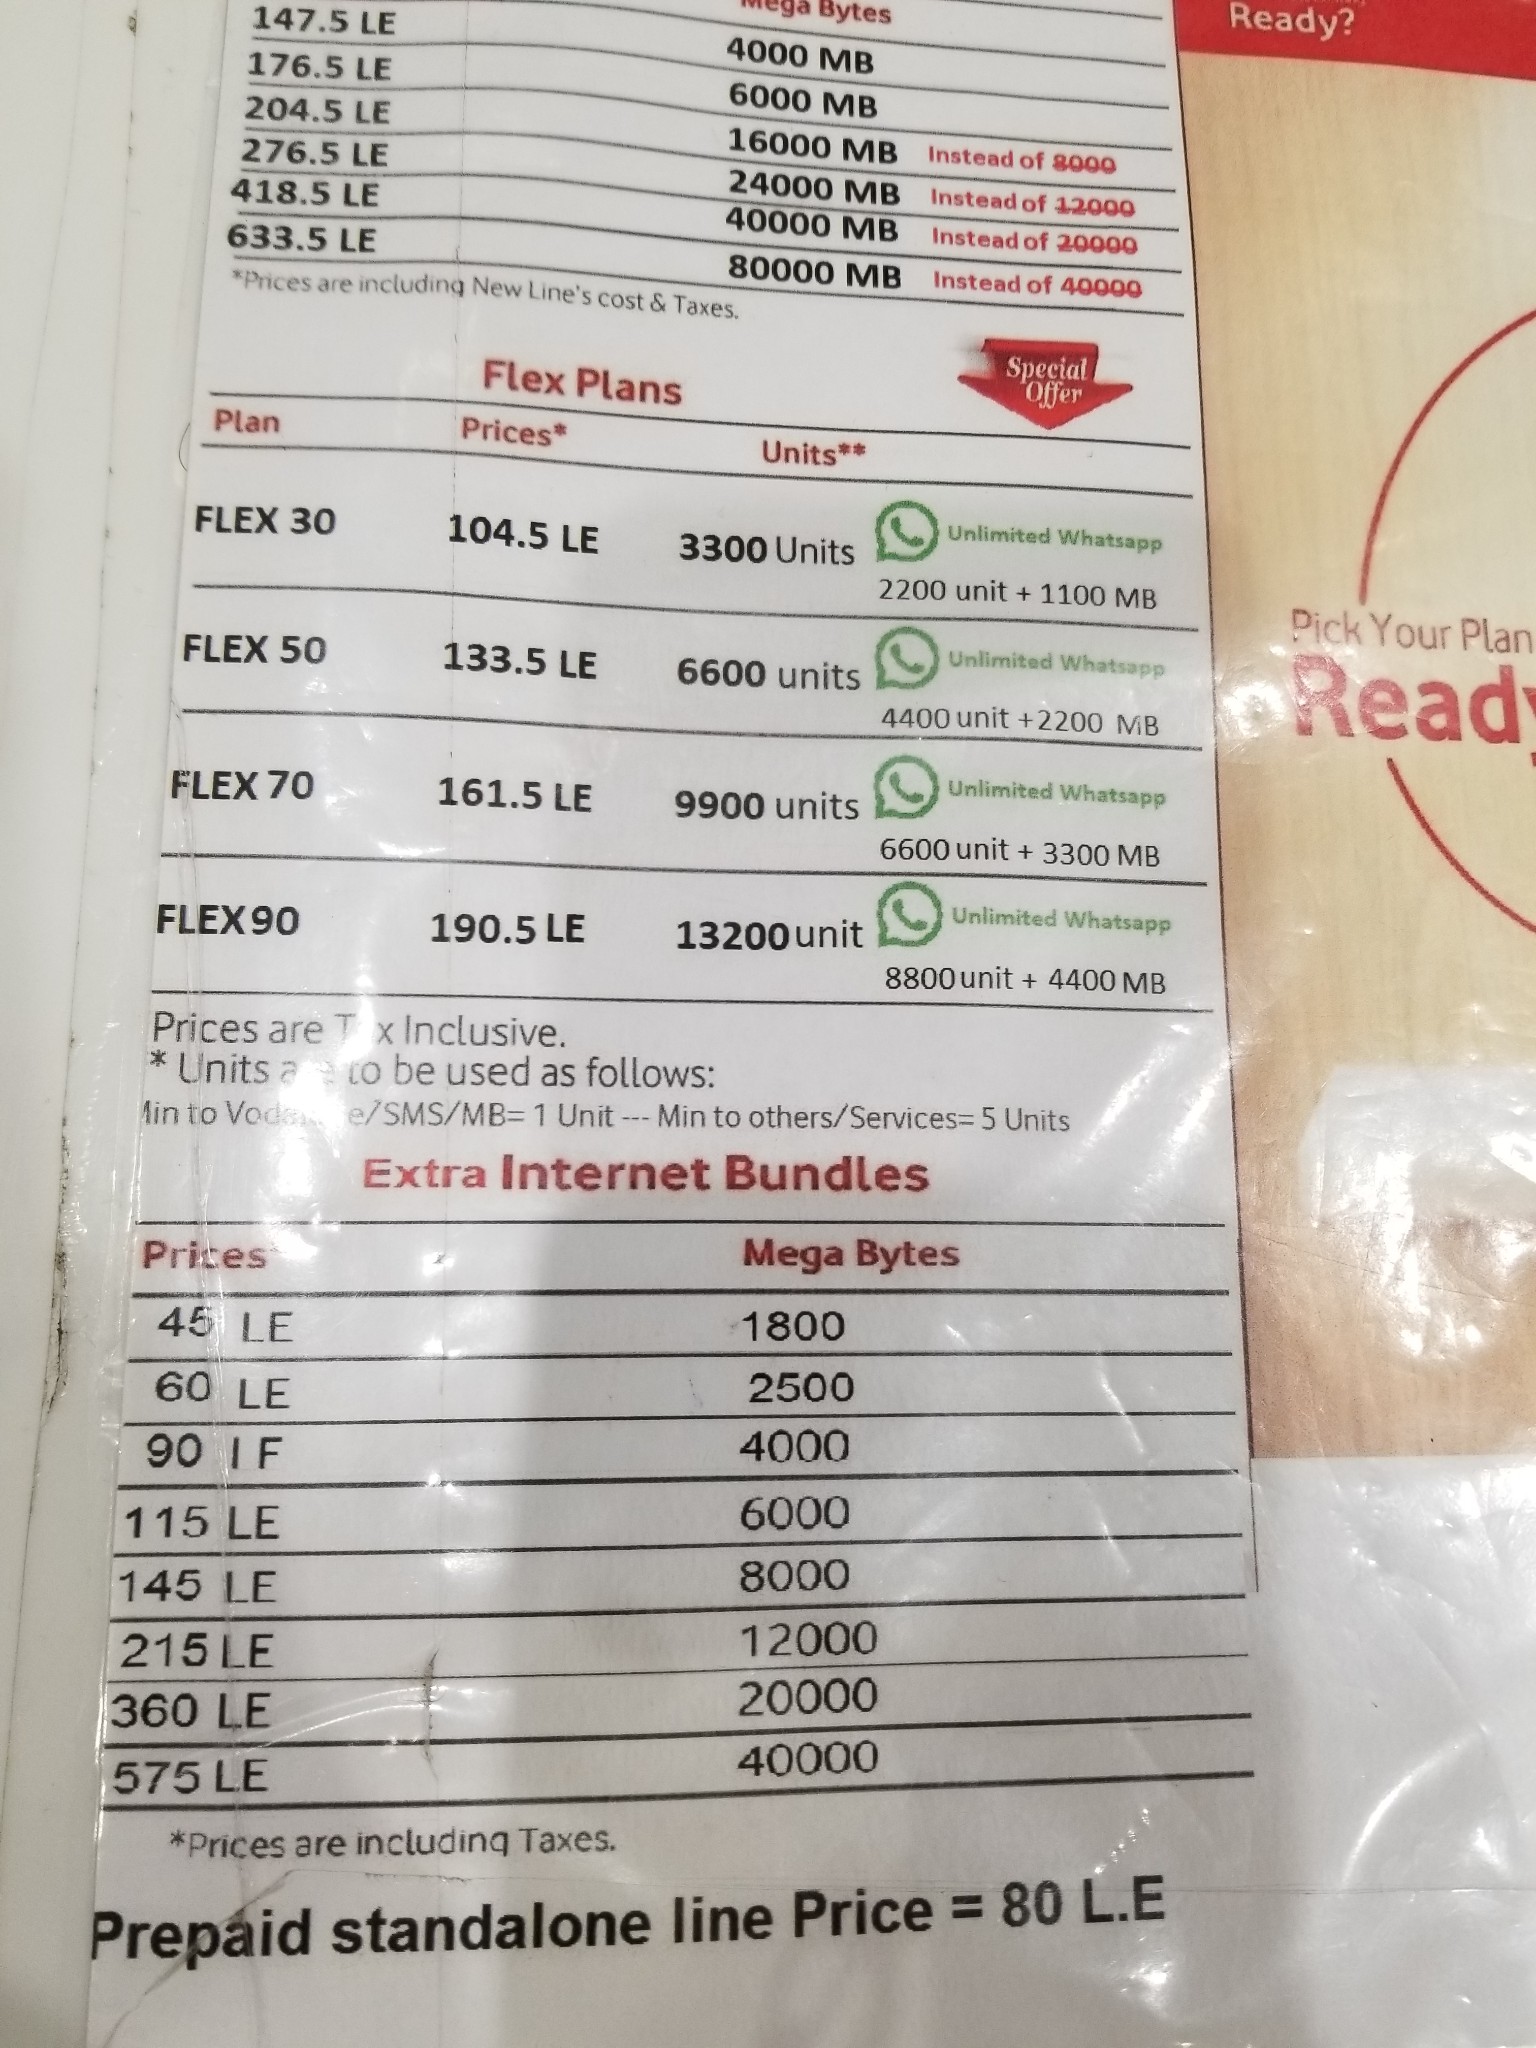 Mega Bytes
Ready?
147.5 LE 4000 MB
176.5 LE 6000 MB
204.5 LE 16000 MB Instead of 8000
276.5 LE 24000 MB Instead of 12000
418.5 LE 40000 MB Instead of 20000
633.5 LE 80000 MB Instead of 40000
*Prices are including New Line's cost & Taxes.
Special
Offer
Flex Plans
Plan Prices* Units**
FLEX 30 104.5 LE 3300 Units Unlimited Whatsapp
2200 unit + 1100 MB
FLEX 50 133.5 LE 6600 units Unlimited Whatsapp
4400 unit +2200 MB
FLEX 70 161.5 LE 9900 units Unlimited Whatsapp
6600 unit + 3300 MB
FLEX90 190.5 LE 13200 unit Unlimited Whatsapp
8800 unit + 4400 MB
Pick Your Plan
Ready
Prices are Tax Inclusive.
* Units are to be used as follows:
Min to Vodafone/SMS/MB= 1 Unit --- Min to others/Services= 5 Units
Extra Internet Bundles
Prices* Mega Bytes
45 LE 1800
60 LE 2500
90 LE 4000
115 LE 6000
145 LE 8000
215 LE 12000
360 LE 20000
575 LE 40000
*Prices are including Taxes.
Prepaid standalone line Price = 80 L.E